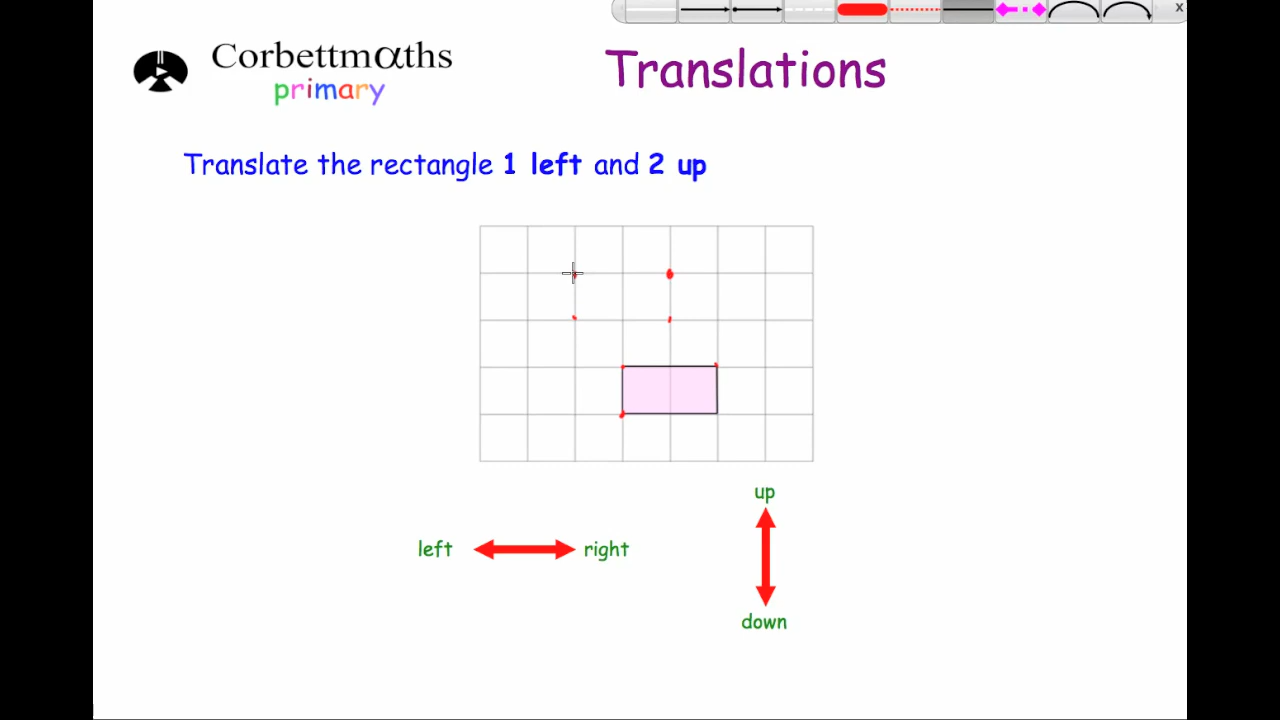 x
Corbettmαths
primary
Translations
Translate the rectangle 1 left and 2 up
up
left
right
down